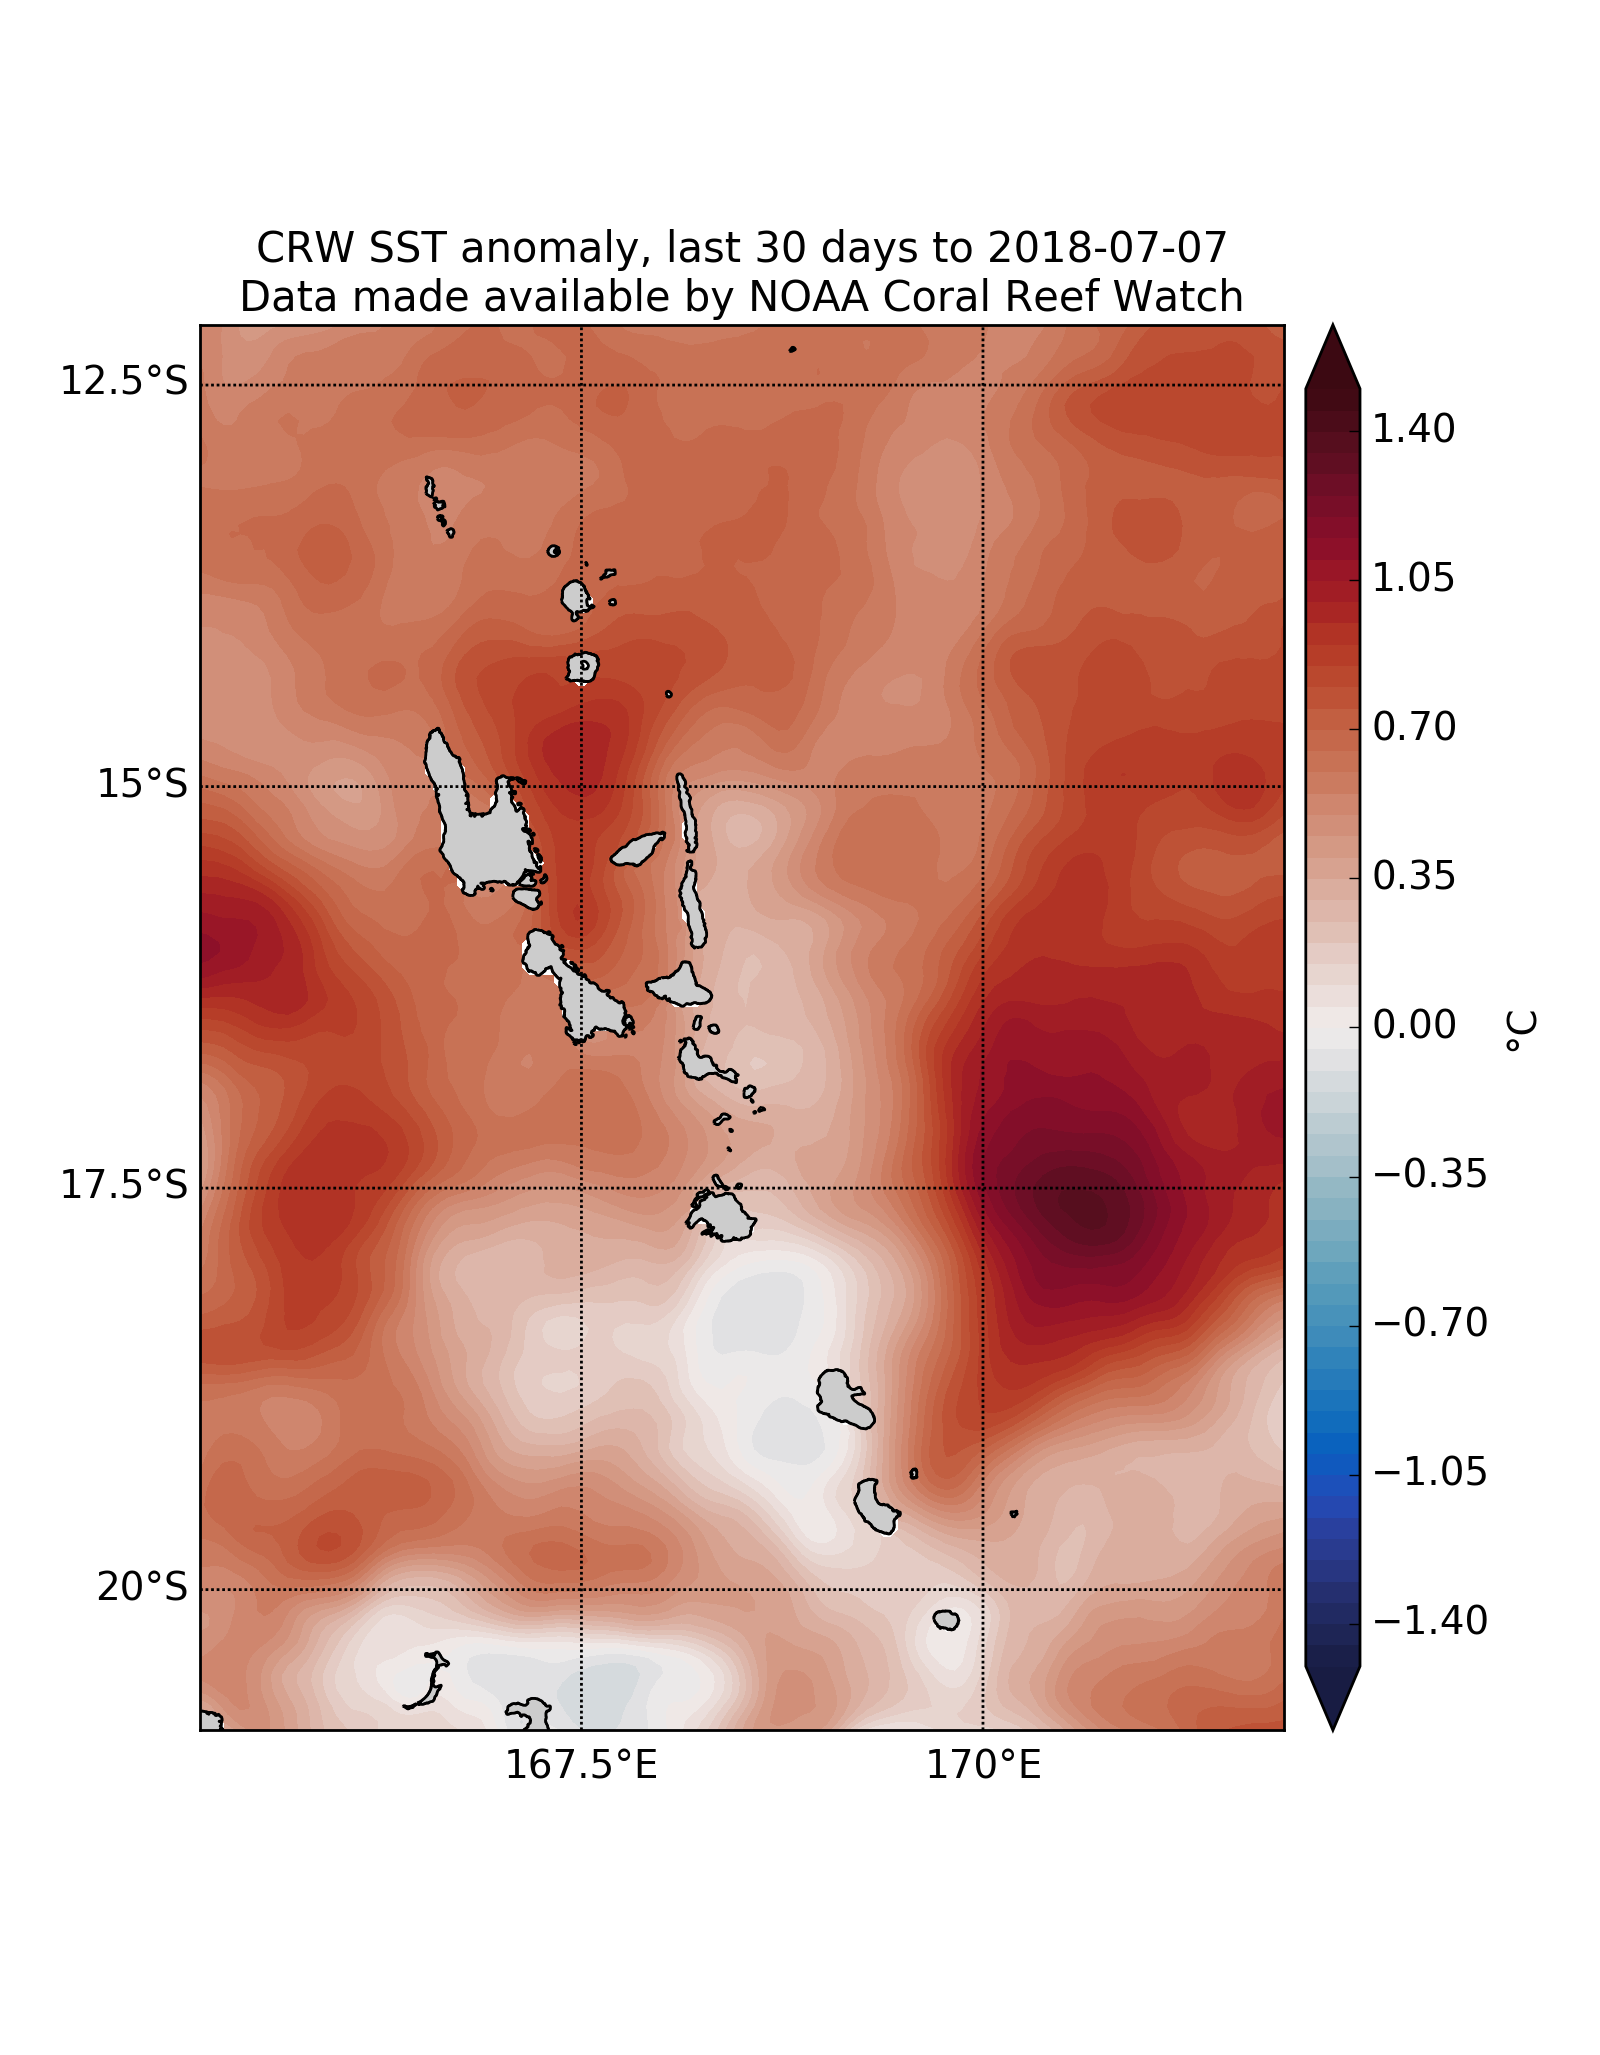 CRW SST anomaly, last 30 days to 2018-07-07
Data made available by NOAA Coral Reef Watch
12.5°S
15°S
17.5°S
20°S
167.5°E
170°E
1.40
1.05
0.70
0.35
0.00
−0.35
−0.70
−1.05
−1.40
°C